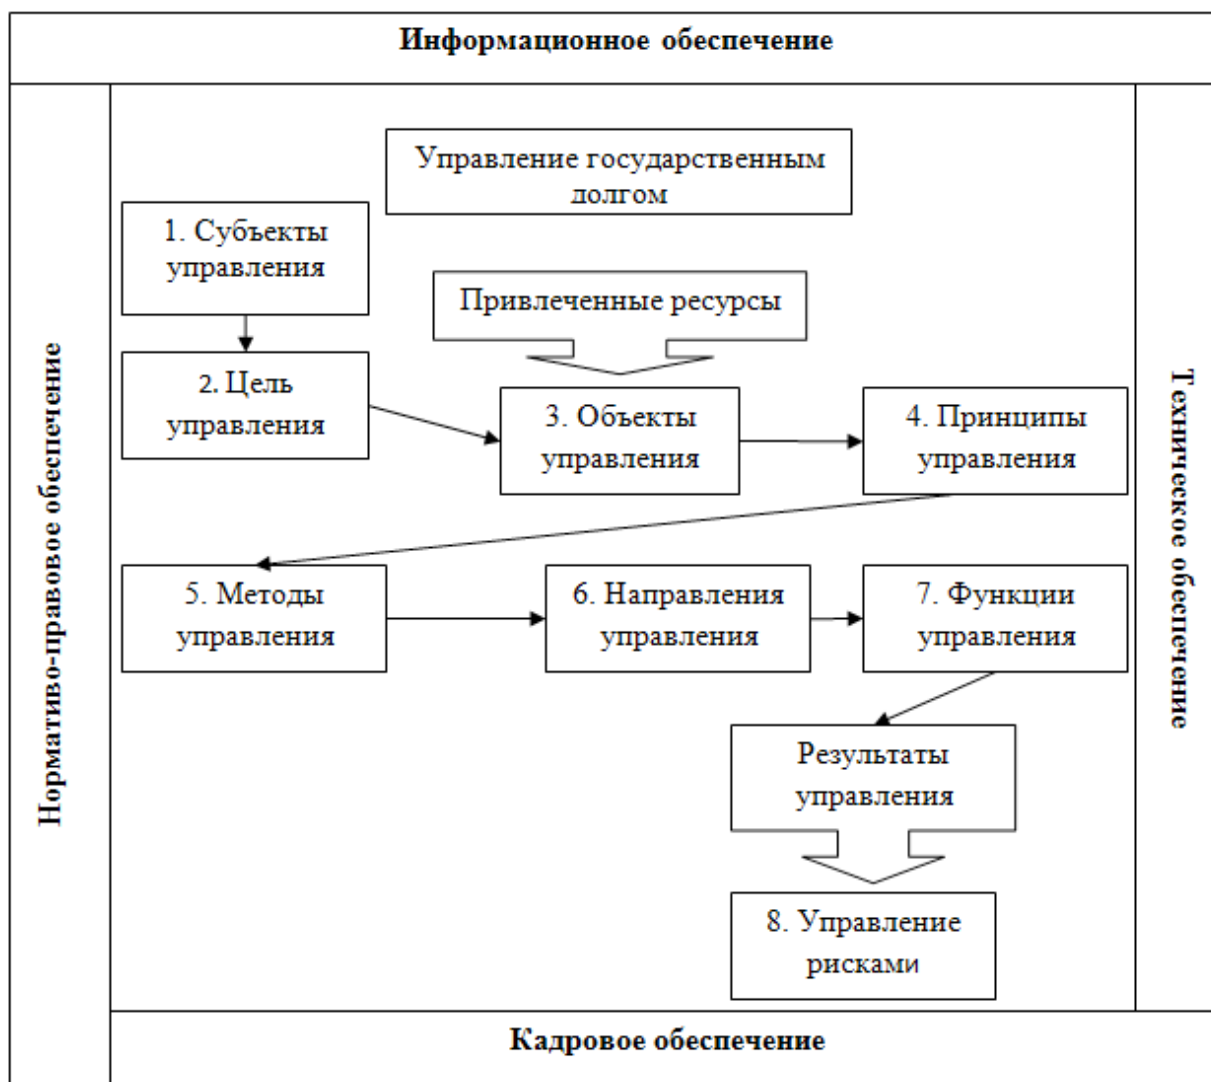 Информационное обеспечение
Нормативо-правовое обеспечение
Управление государственным
долгом
1. Субъекты
управления
Привлеченные ресурсы
2. Цель
управления
3. Объекты
управления
4. Принципы
управления
5. Методы
управления
6. Направления
управления
7. Функции
управления
Результаты
управления
8. Управление
рисками
Техническое обеспечение
Кадровое обеспечение